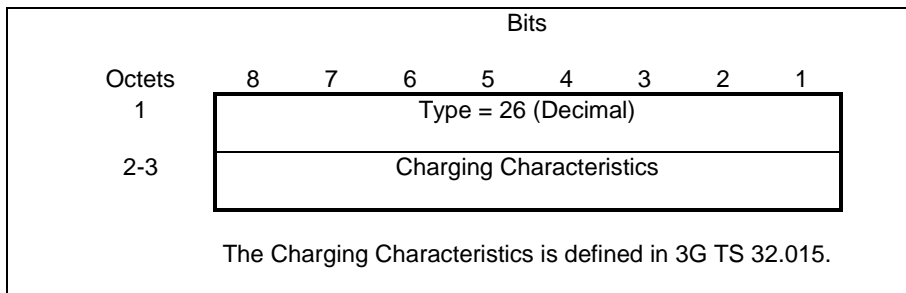 Bits
Octets 8 7 6 5 4 3 2 1
1 Type = 26 (Decimal)
2-3 Charging Characteristics
The Charging Characteristics is defined in 3G TS 32.015.